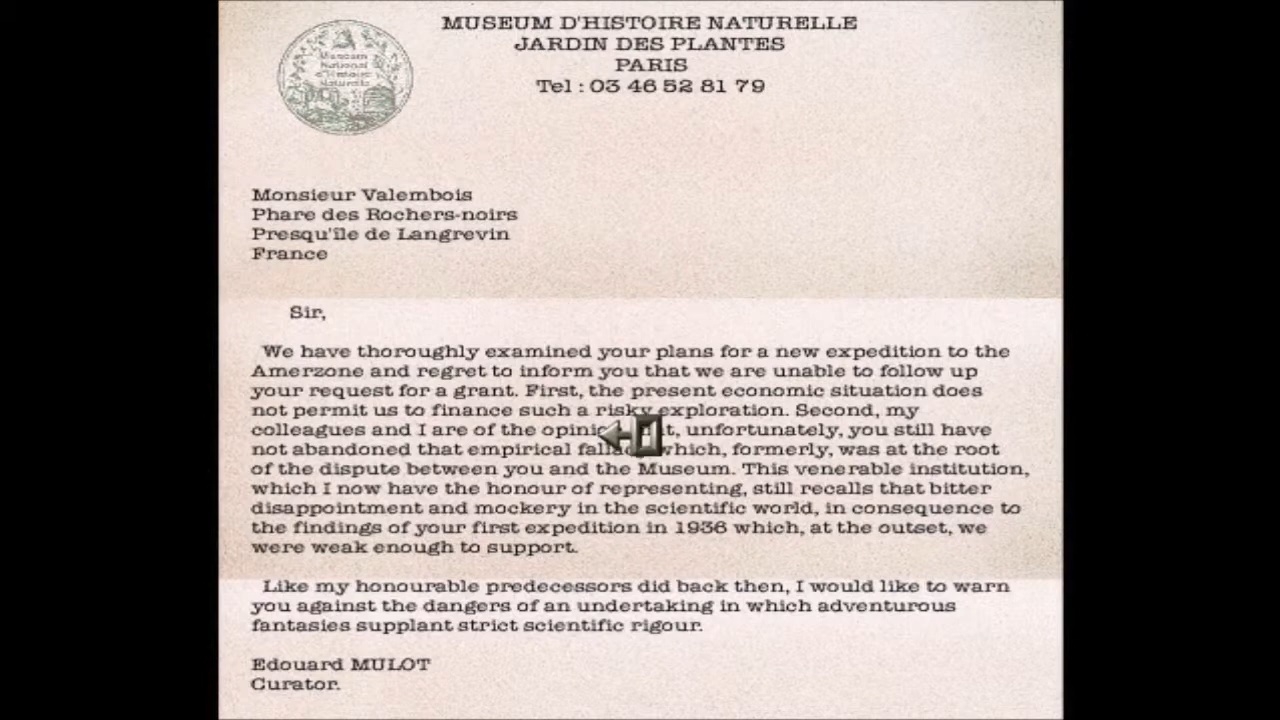 MUSEUM D'HISTOIRE NATURELLE
JARDIN DES PLANTES
PARIS
Tel : 03 46 52 81 79
Museum
National
d'Histoire
Naturelle
Monsieur Valembois
Phare des Rochers-noirs
Presqu'île de Langrevin
France
Sir,
We have thoroughly examined your plans for a new expedition to the
Amerzone and regret to inform you that we are unable to follow up
your request for a grant. First, the present economic situation does
not permit us to finance such a risky exploration. Second, my
colleagues and I are of the unfortunately, you still have
not abandoned that empirical which, formerly, was at the root
of the dispute between you and the Museum. This venerable institution,
which I now have the honour of representing, still recalls that bitter
disappointment and mockery in the scientific world, in consequence to
the findings of your first expedition in 1936 which, at the outset, we
were weak enough to support.
Like my honourable predecessors did back then, I would like to warn
you against the dangers of an undertaking in which adventurous
fantasies supplant strict scientific rigour.
Edouard MULOT
Curator.